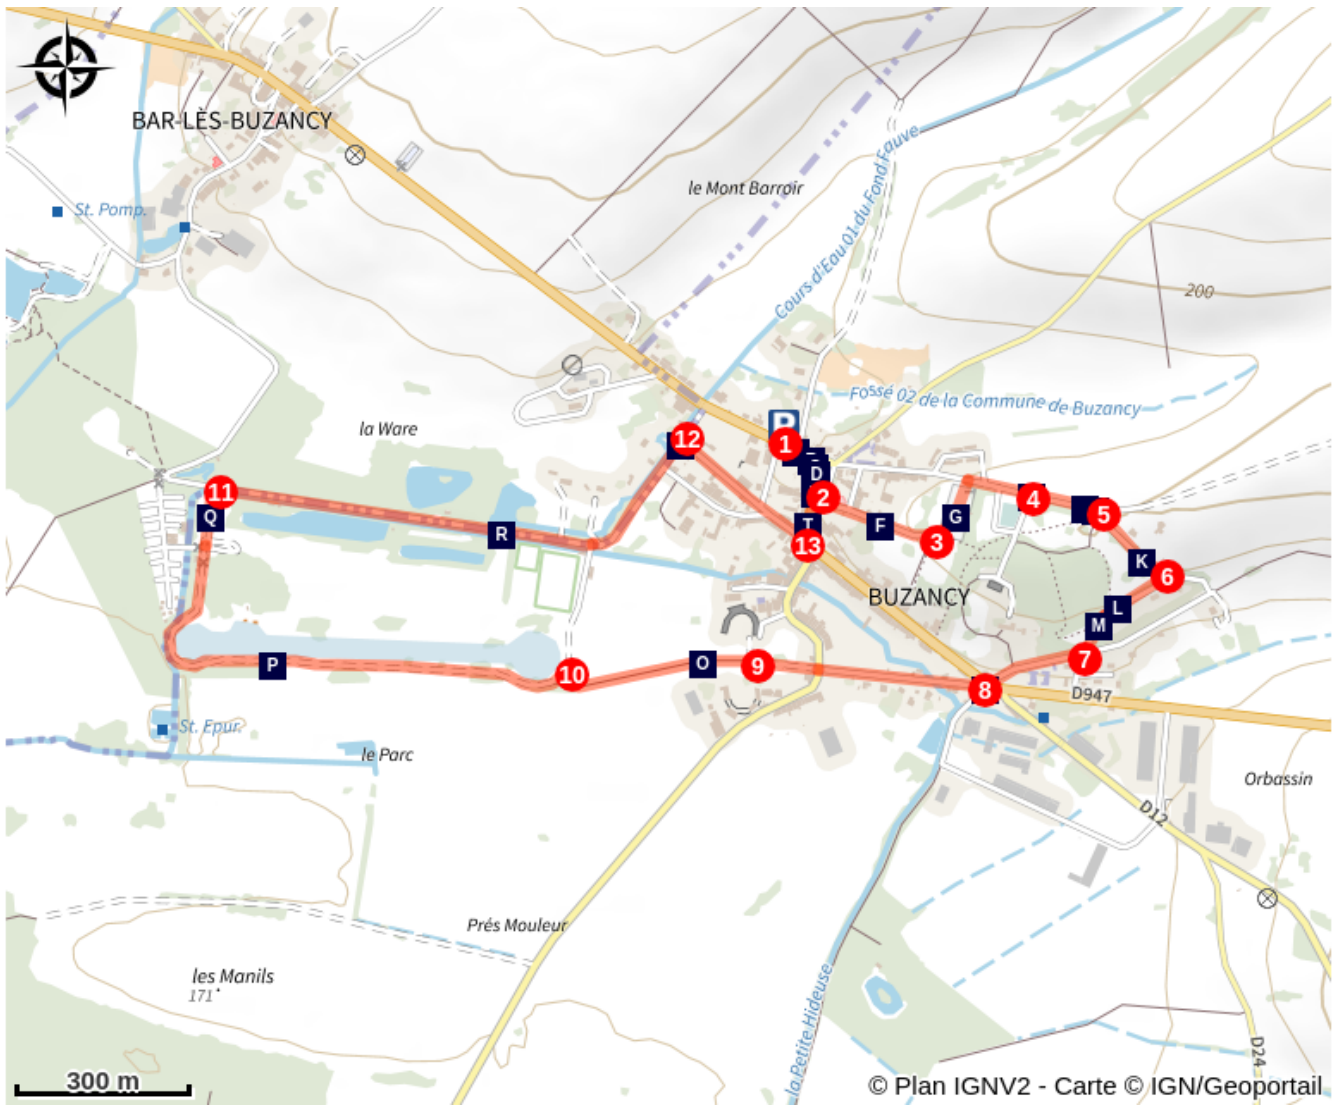 BAR-LÈS-BUZANCY
le Mont Barroir
Cours d'Eau 01 du Fond Fauve
St. Pomp.
200
Fossé 02 de la Commune de Buzancy
la Ware
P
1
D
2
T
13
F
3
G
4
5
K
6
L
M
7
12
11
Q
R
BUZANCY
8
D947
9
O
10
P
St. Epur.
le Parc
Orbassin
D12
Prés Mouleur
les Manils
171
la Petite Hideuse
D24
300 m
© Plan IGNV2 - Carte © IGN/Geoportail